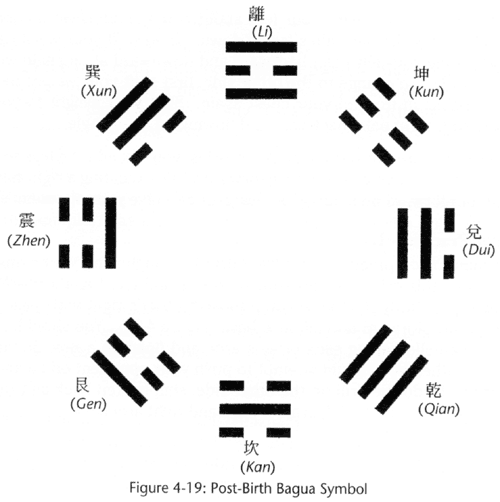 離
(Li)
巽
(Xun)
坤
(Kun)
震
(Zhen)
兌
(Dui)
艮
(Gen)
乾
(Qian)
坎
(Kan)
Figure 4-19: Post-Birth Bagua Symbol